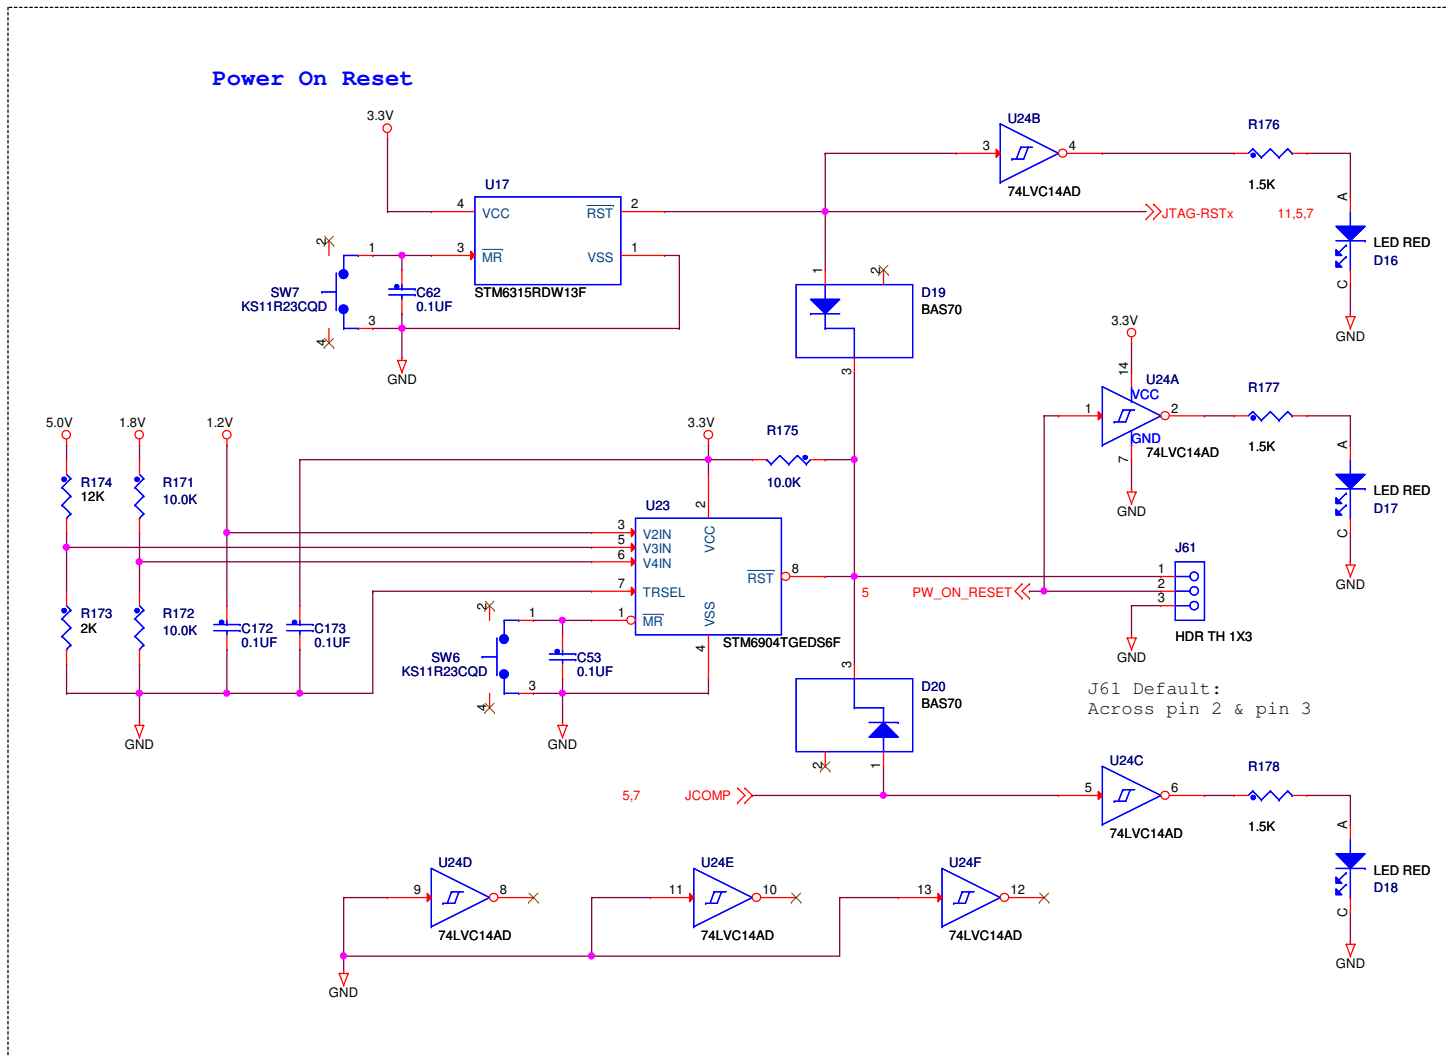 Power On Reset
3.3V
U24B
R176
3
4
1.5K
74LVC14AD
U17
4
VCC
RST
2
JTAG-RSTx
11,5,7
A
LED RED
D16
C
GND
2
1
3
MR
VSS
1
SW7
KS11R23CQD
C62
0.1UF
STM6315RDW13F
3
4
GND
1
2
D19
BAS70
3
3.3V
14
U24A
VCC
1
2
GND
74LVC14AD
7
GND
R177
1.5K
A
LED RED
D17
C
GND
5.0V
1.8V
1.2V
3.3V
R175
10.0K
R174
12K
R171
10.0K
U23
2
3
V2IN
5
V3IN
6
V4IN
VCC
RST
8
7
TRSEL
1
MR
VSS
4
STM6904TGEDS6F
R173
2K
R172
10.0K
C172
0.1UF
C173
0.1UF
GND
2
1
SW6
KS11R23CQD
C53
0.1UF
3
4
GND
5
PW_ON_RESET
J61
1
2
3
HDR TH 1X3
GND
J61 Default:
Across pin 2 & pin 3
3
D20
BAS70
2
1
5,7
JCOMP
U24C
5
6
74LVC14AD
R178
1.5K
A
LED RED
D18
C
GND
U24D
9
8
74LVC14AD
U24E
11
10
74LVC14AD
U24F
13
12
74LVC14AD
GND